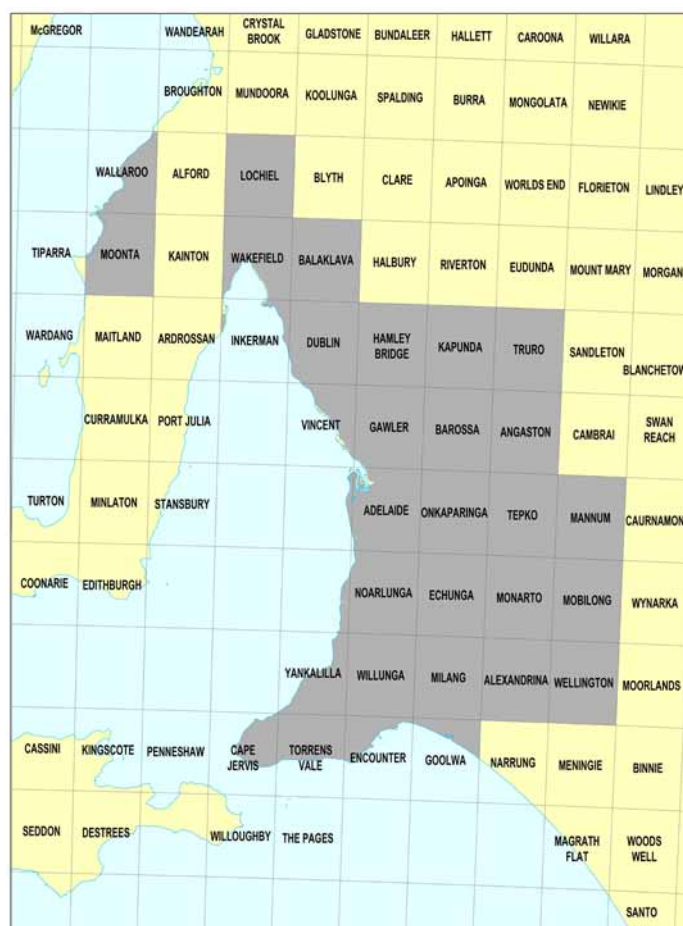 McGREGOR
WANDEARAH
CRYSTAL
BROOK
GLADSTONE
BUNDALEER
HALLETT
CAROONA
WILLARA
BROUGHTON
MUNDOORA
KOOLUNGA
SPALDING
BURRA
MONGOLATA
NEWIKIE
WALLAROO
ALFORD
LOCHIEL
BLYTH
CLARE
APOINGA
WORLDS END
FLORIETON
LINDLEY
TIPARRA
MOONTA
KAINTON
WAKEFIELD
BALAKLAVA
HALBURY
RIVERTON
EUDUNDA
MOUNT MARY
MORGAN
WARDANG
MAITLAND
ARDROSSAN
INKERMAN
DUBLIN
HAMLEY
BRIDGE
KAPUNDA
TRURO
SANDLETON
BLANCHETOW
CURRAMULKA
PORT JULIA
VINCENT
GAWLER
BAROSSA
ANGASTON
CAMBRAI
SWAN
REACH
TURTON
MINLATON
STANSBURY
ADELAIDE
ONKAPARINGA
TEPKO
MANNUM
CAURNAMON
COONARIE
EDITHBURGH
NOARLUNGA
ECHUNGA
MONARTO
MOBILONG
WYNARKA
YANKALILLA
WILLUNGA
MILANG
ALEXANDRINA
WELLINGTON
MOORLANDS
CASSINI
KINGSCOTE
PENNESHAW
CAPE
JERVIS
TORRENS
VALE
ENCOUNTER
GOOLWA
NARRUNG
MENINGIE
BINNIE
SEDDON
DESTREES
WILLOUGHBY
THE PAGES
MAGRATH
FLAT
WOODS
WELL
SANTO